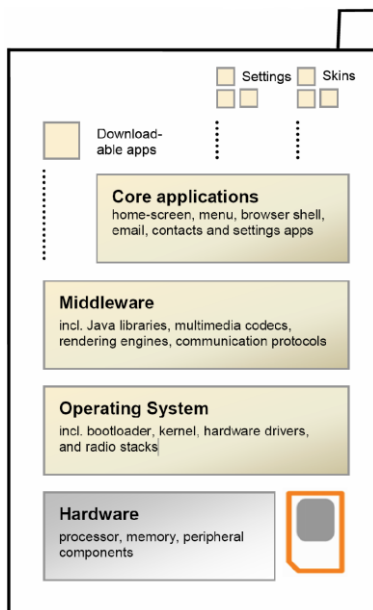 Settings
Skins
Download-
able apps
Core applications
home-screen, menu, browser shell,
email, contacts and settings apps
Middleware
incl. Java libraries, multimedia codecs,
rendering engines, communication protocols
Operating System
incl. bootloader, kernel, hardware drivers,
and radio stacks
Hardware
processor, memory, peripheral
components